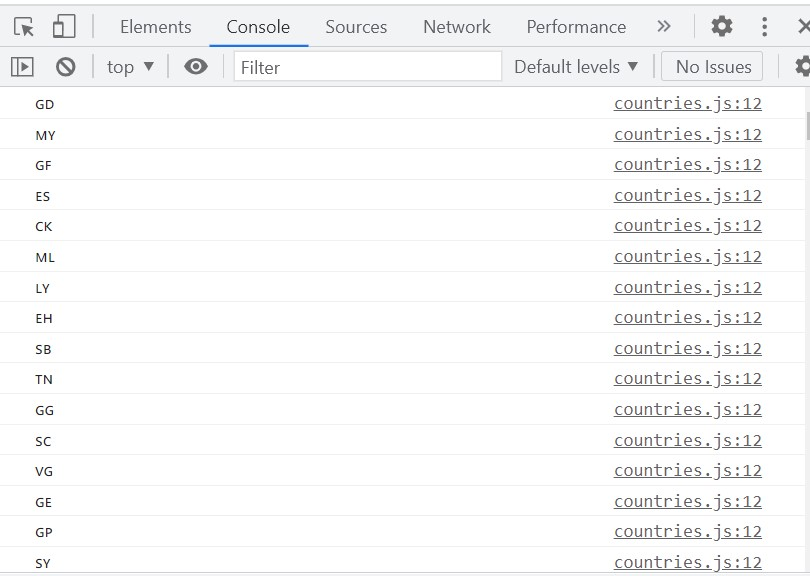 Elements Console Sources Network Performance
top Filter Default levels No Issues
GD countries.js:12
MY countries.js:12
GF countries.js:12
ES countries.js:12
CK countries.js:12
ML countries.js:12
LY countries.js:12
EH countries.js:12
SB countries.js:12
TN countries.js:12
GG countries.js:12
SC countries.js:12
VG countries.js:12
GE countries.js:12
GP countries.js:12
SY countries.js:12